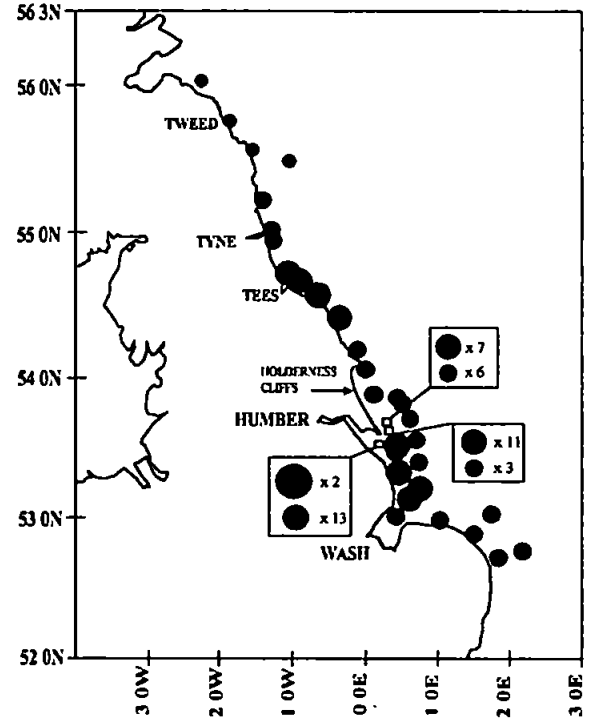 56.3N
56 0N
TWEED
55 0N
TYNE
TEES
x 7
x 6
54 0N
HOLDERNESS
CLIFFS
HUMBER
x 11
x 3
x 2
x 13
53 0N
WASH
52 0N
3 0W
2 0W
1 0W
0 0E
1 0E
2 0E
3 0E